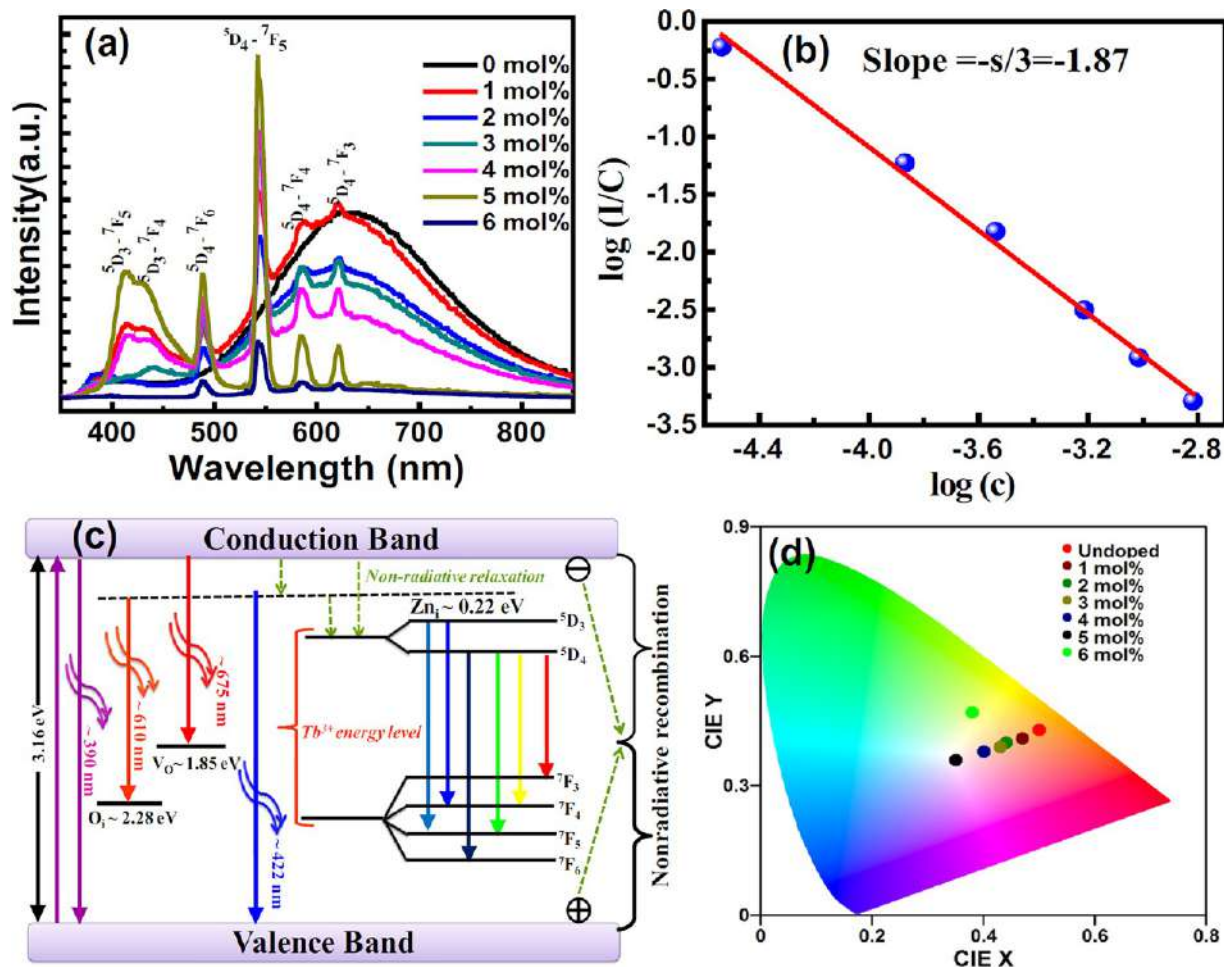 (a)
⁵D₄ - ⁷F₅
⁵D₃ - ⁷F₅
⁵D₃ - ⁷F₄
⁵D₄ - ⁷F₆
⁵D₄ - ⁷F₄
⁵D₄ - ⁷F₃
0 mol%
1 mol%
2 mol%
3 mol%
4 mol%
5 mol%
6 mol%
Intensity(a.u.)
400 500 600 700 800
Wavelength (nm)
(b)
Slope =-s/3=-1.87
0.0
-0.5
-1.0
-1.5
-2.0
-2.5
-3.0
-3.5
log (I/C)
-4.4 -4.0 -3.6 -3.2 -2.8
log (c)
(c)
Conduction Band
Non-radiative relaxation
Znᵢ ~ 0.22 eV
3.16 eV
~390 nm
~610 nm
~675 nm
~422 nm
V₀ ~ 1.85 eV
Oᵢ ~ 2.28 eV
Tb³⁺ energy level
⁵D₃
⁵D₄
⁷F₃
⁷F₄
⁷F₅
⁷F₆
Nonradiative recombination
Valence Band
(d)
Undoped
1 mol%
2 mol%
3 mol%
4 mol%
5 mol%
6 mol%
0.9
0.6
0.3
0
CIE Y
0 0.2 0.4 0.6 0.8
CIE X